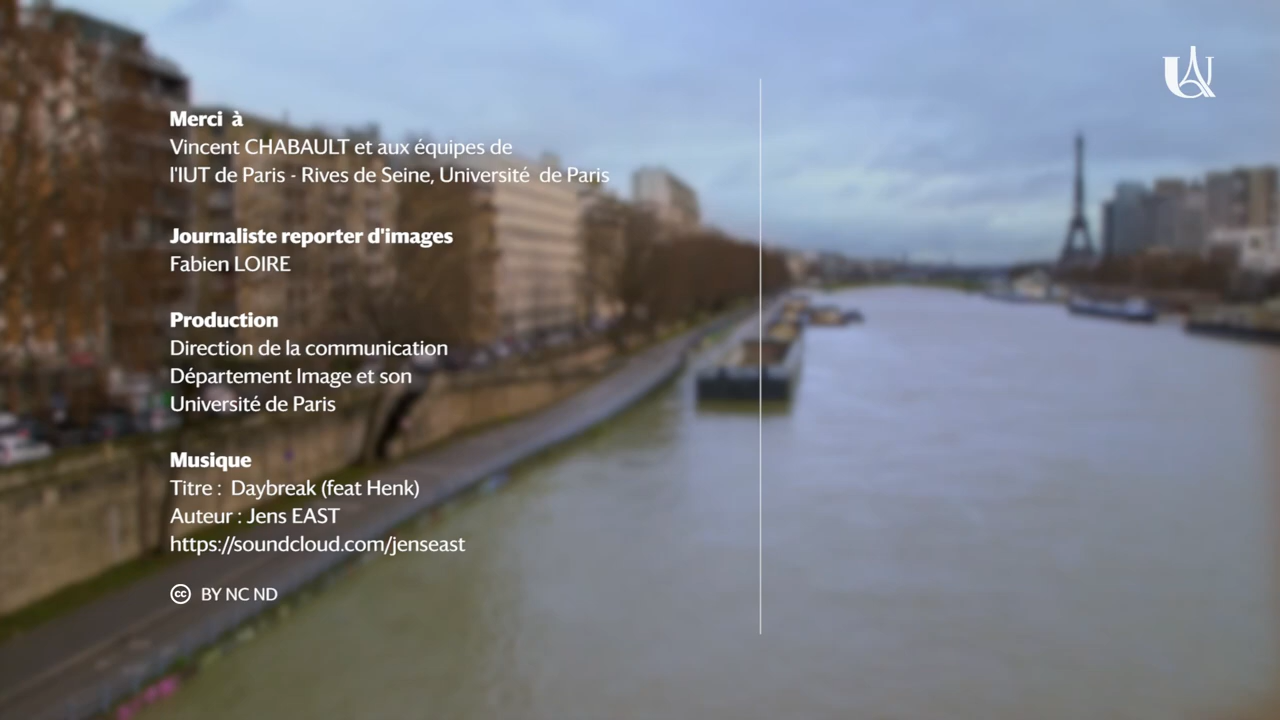 Merci à
Vincent CHABAULT et aux équipes de
l'IUT de Paris - Rives de Seine, Université de Paris
Journaliste reporter d'images
Fabien LOIRE
Production
Direction de la communication
Département Image et son
Université de Paris
Musique
Titre : Daybreak (feat Henk)
Auteur : Jens EAST
https://soundcloud.com/jenseast
cc BY NC ND